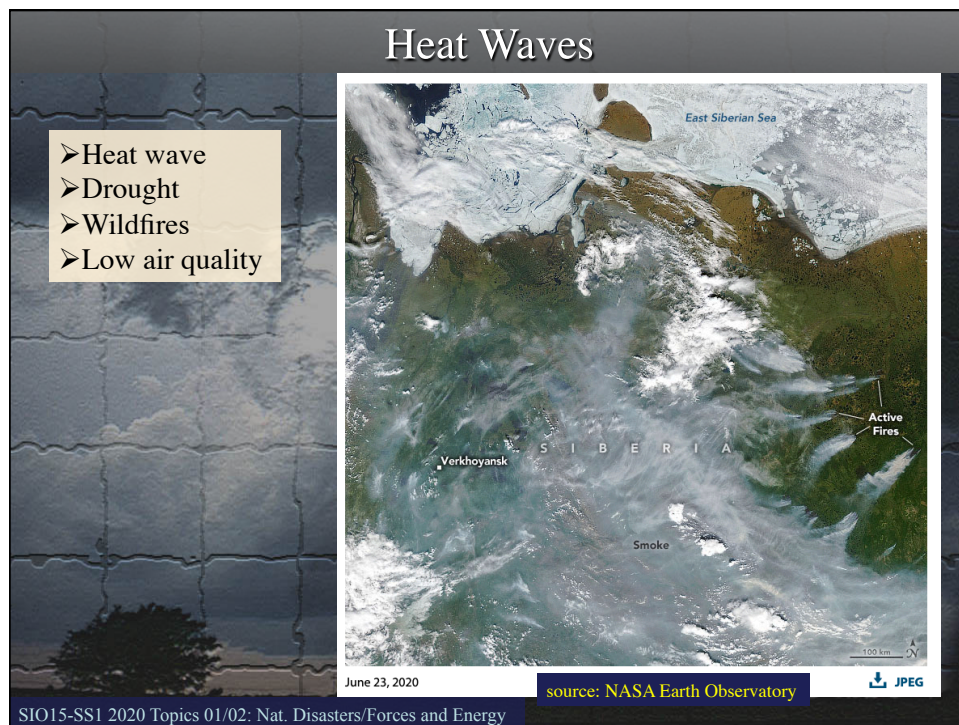 Heat Waves
➢Heat wave
➢Drought
➢Wildfires
➢Low air quality
East Siberian Sea
Active
Fires
SIBERIA
Verkhoyansk
Smoke
100 km
N
June 23, 2020
JPEG
source: NASA Earth Observatory
SIO15-SS1 2020 Topics 01/02: Nat. Disasters/Forces and Energy